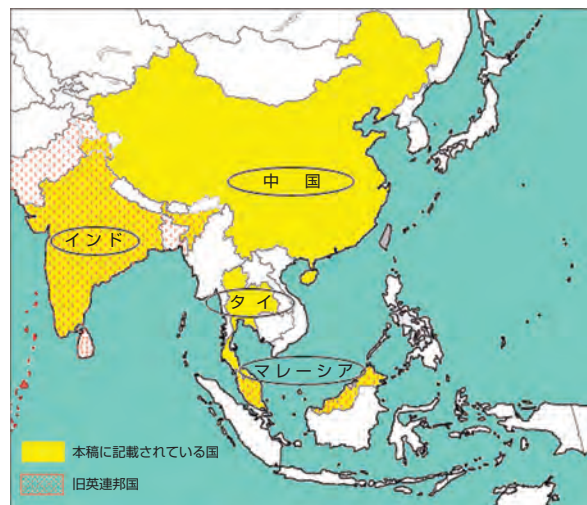 中 国
インド
タ イ
マレーシア
本稿に記載されている国
旧英連邦国